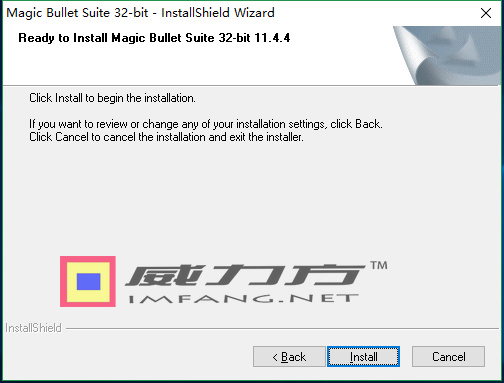 Magic Bullet Suite 32-bit - InstallShield Wizard
Ready to Install Magic Bullet Suite 32-bit 11.4.4
Click Install to begin the installation.
If you want to review or change any of your installation settings, click Back.
Click Cancel to cancel the installation and exit the installer.
威力方™
IMFANG.NET
InstallShield
< Back
Install
Cancel